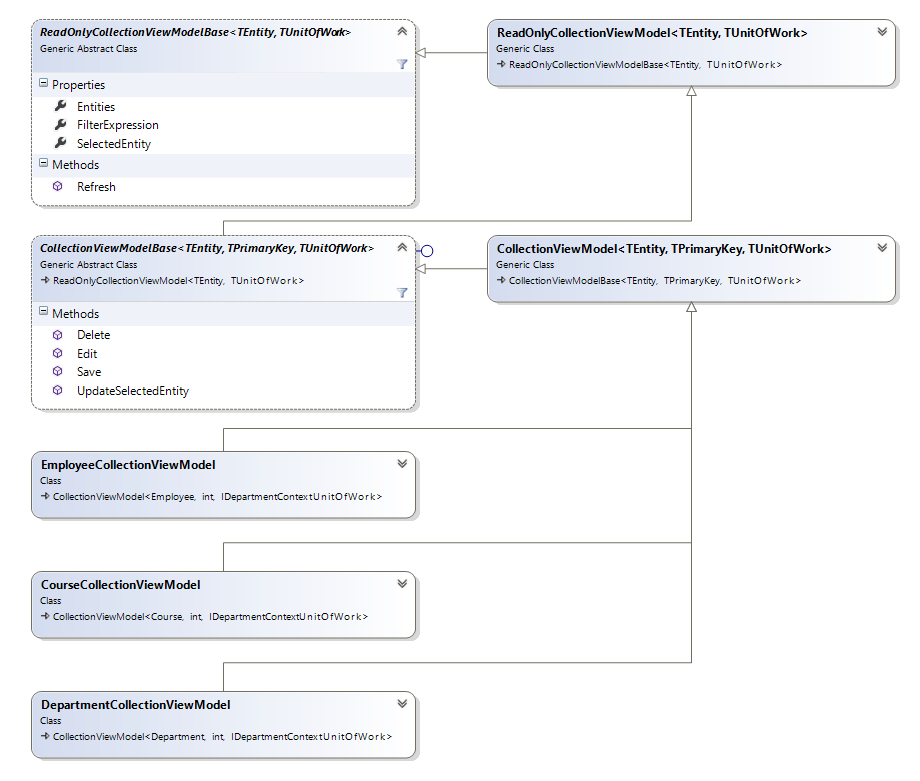 ReadOnlyCollectionViewModelBase<TEntity, TUnitOfWork>
Generic Abstract Class
Properties
Entities
FilterExpression
SelectedEntity
Methods
Refresh
ReadOnlyCollectionViewModel<TEntity, TUnitOfWork>
Generic Class
ReadOnlyCollectionViewModelBase<TEntity, TUnitOfWork>
CollectionViewModelBase<TEntity, TPrimaryKey, TUnitOfWork>
Generic Abstract Class
ReadOnlyCollectionViewModel<TEntity, TUnitOfWork>
Methods
Delete
Edit
Save
UpdateSelectedEntity
CollectionViewModel<TEntity, TPrimaryKey, TUnitOfWork>
Generic Class
CollectionViewModelBase<TEntity, TPrimaryKey, TUnitOfWork>
EmployeeCollectionViewModel
Class
CollectionViewModel<Employee, int, IDepartmentContextUnitOfWork>
CourseCollectionViewModel
Class
CollectionViewModel<Course, int, IDepartmentContextUnitOfWork>
DepartmentCollectionViewModel
Class
CollectionViewModel<Department, int, IDepartmentContextUnitOfWork>